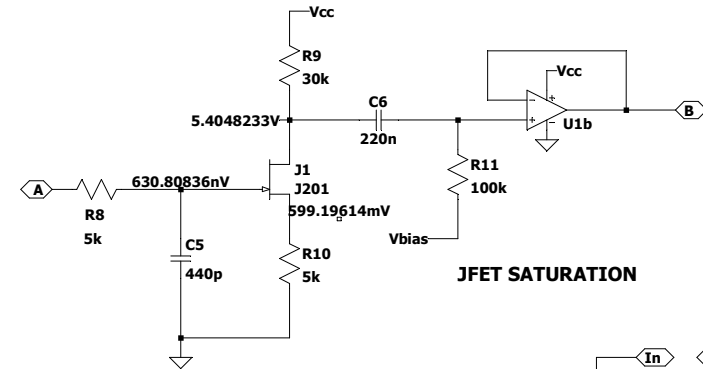 Vcc
R9
30k
5.4048233V
C6
220n
Vcc
U1b
B
R11
100k
Vbias
A
R8
5k
630.80836nV
J1
J201
599.19614mV
C5
440p
R10
5k
JFET SATURATION
In